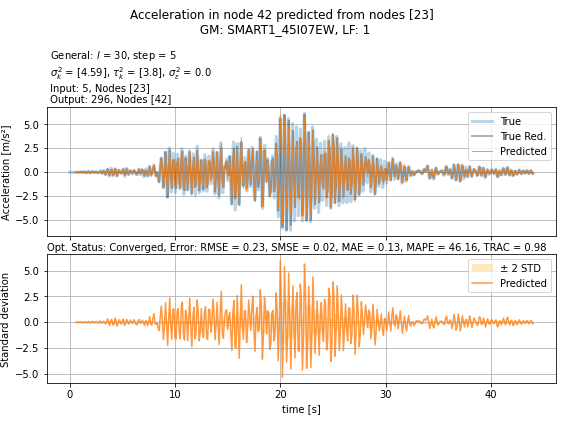 Acceleration in node 42 predicted from nodes [23]
GM: SMART1_45I07EW, LF: 1
General: l = 30, step = 5
σ²ₖ = [4.59], τ²ₖ = [3.8], σ²ε = 0.0
Input: 5, Nodes [23]
Output: 296, Nodes [42]
Acceleration [m/s²]
5.0
2.5
0.0
−2.5
−5.0
True
True Red.
Predicted
Opt. Status: Converged, Error: RMSE = 0.23, SMSE = 0.02, MAE = 0.13, MAPE = 46.16, TRAC = 0.98
Standard deviation
5.0
2.5
0.0
−2.5
−5.0
± 2 STD
Predicted
0
10
20
30
40
time [s]